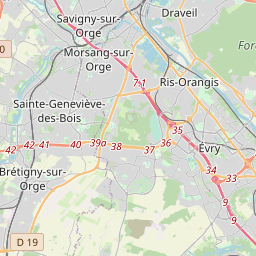 Draveil
Savigny-sur-
Orge
Morsang-sur-
Orge
7-1
Ris-Orangis
Sainte-Geneviève-
des-Bois
35
42 41 40 39a 38 37 36
Évry
Brétigny-sur-
Orge
34
33
9
9
D 19